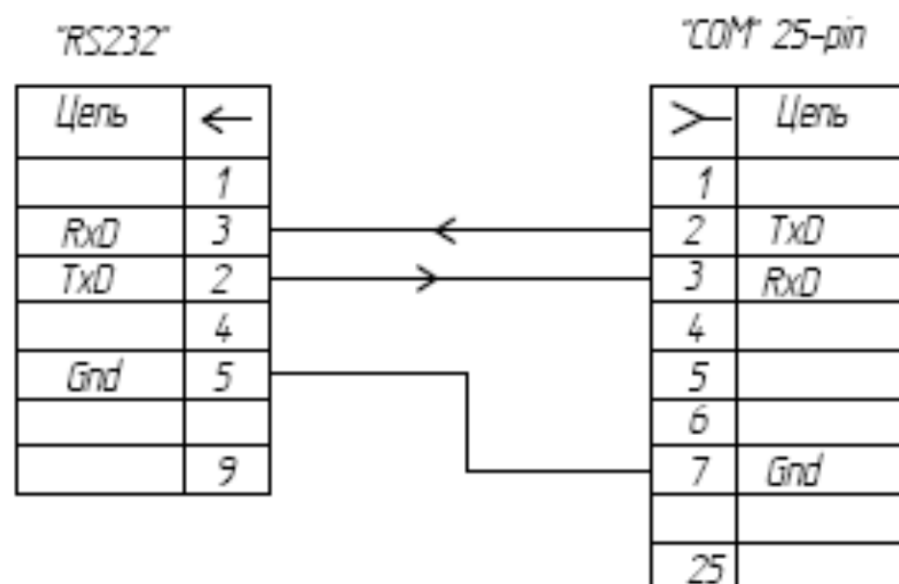 "RS232"
Цепь
1
RxD 3
TxD 2
4
Gnd 5
9
"COM" 25-pin
Цепь
1
2 TxD
3 RxD
4
5
6
7 Gnd
25